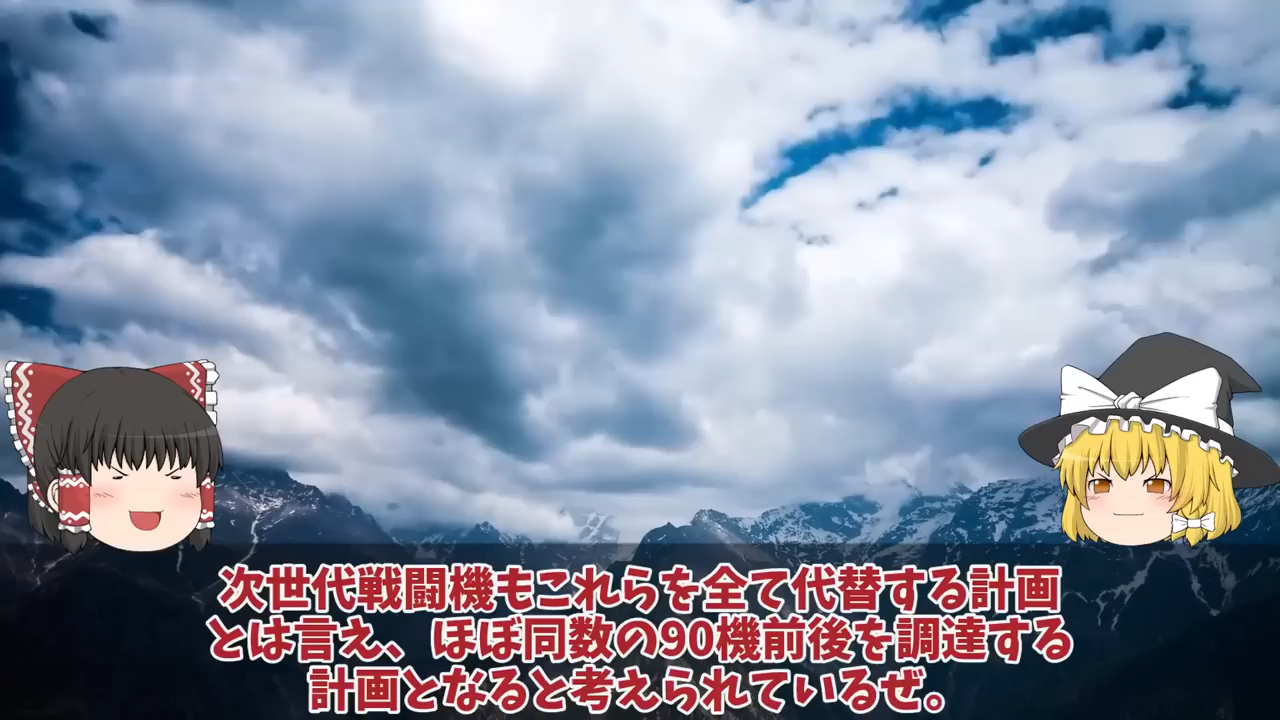 次世代戦闘機もこれらを全て代替する計画
とは言え、ほぼ同数の90機前後を調達する
計画となると考えられているぜ。